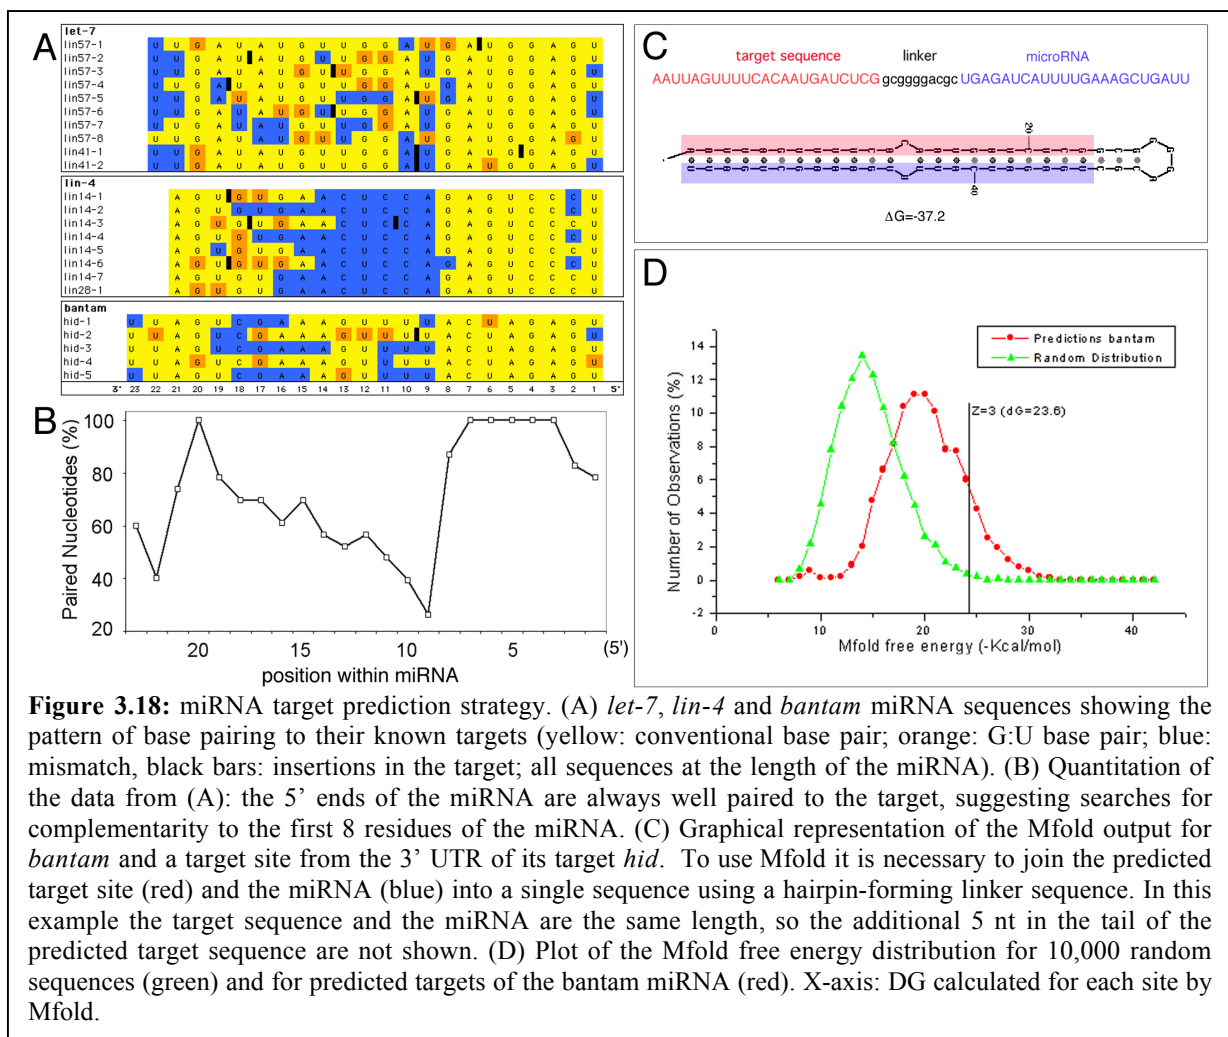 A
let-7
lin57-1 U U G A U A U G U U G G A U G A U G G A G U
lin57-2 U U G A U A U G U U G G A U G A U G G A G U
lin57-3 U U G A U A U G U U G G A U G A U G G A G U
lin57-4 U U G A U A U G U U G G A U G A U G G A G U
lin57-5 U U G A U A U G U U G G A U G A U G G A G U
lin57-6 U U G A U A U G U U G G A U G A U G G A G U
lin57-7 U U G A U A U G U U G G A U G A U G G A G U
lin57-8 U U G A U A U G U U G G A U G A U G G A G U
lin41-1 U U G A U A U G U U G G A U G A U G G A G U
lin41-2 U U G A U A U G U U G G A U G A U G G A G U
lin-4
lin14-1 A G U G U G A A C U C C A G A G U C C C U
lin14-2 A G U G U G A A C U C C A G A G U C C C U
lin14-3 A G U G U G A A C U C C A G A G U C C C U
lin14-4 A G U G U G A A C U C C A G A G U C C C U
lin14-5 A G U G U G A A C U C C A G A G U C C C U
lin14-6 A G U G U G A A C U C C A G A G U C C C U
lin14-7 A G U G U G A A C U C C A G A G U C C C U
lin28-1 A G U G U G A A C U C C A G A G U C C C U
bantam
hid-1 U U A G U C G A A A G U U U U A C U A G A G U
hid-2 U U A G U C G A A A G U U U U A C U A G A G U
hid-3 U U A G U C G A A A G U U U U A C U A G A G U
hid-4 U U A G U C G A A A G U U U U A C U A G A G U
hid-5 U U A G U C G A A A G U U U U A C U A G A G U
3' 23 22 21 20 19 18 17 16 15 14 13 12 11 10 9 8 7 6 5 4 3 2 1 5'
B
Paired Nucleotides (%)
100
80
60
40
20
20 15 10 5 (5')
position within miRNA
C
target sequence linker microRNA
AAUUAGUUUUCACAAUGAUCUCG gcggggacgc UGAGAUCAUUUUGAAAGCUGAUU
20
40
ΔG=-37.2
D
Predictions bantam
Random Distribution
Z=3 (dG=23.6)
Number of Observations (%)
14
12
10
8
6
4
2
0
-2
0 10 20 30 40
Mfold free energy (-Kcal/mol)
Figure 3.18: miRNA target prediction strategy. (A) let-7, lin-4 and bantam miRNA sequences showing the
pattern of base pairing to their known targets (yellow: conventional base pair; orange: G:U base pair; blue:
mismatch, black bars: insertions in the target; all sequences at the length of the miRNA). (B) Quantitation of
the data from (A): the 5’ ends of the miRNA are always well paired to the target, suggesting searches for
complementarity to the first 8 residues of the miRNA. (C) Graphical representation of the Mfold output for
bantam and a target site from the 3’ UTR of its target hid. To use Mfold it is necessary to join the predicted
target site (red) and the miRNA (blue) into a single sequence using a hairpin-forming linker sequence. In this
example the target sequence and the miRNA are the same length, so the additional 5 nt in the tail of the
predicted target sequence are not shown. (D) Plot of the Mfold free energy distribution for 10,000 random
sequences (green) and for predicted targets of the bantam miRNA (red). X-axis: DG calculated for each site by
Mfold.